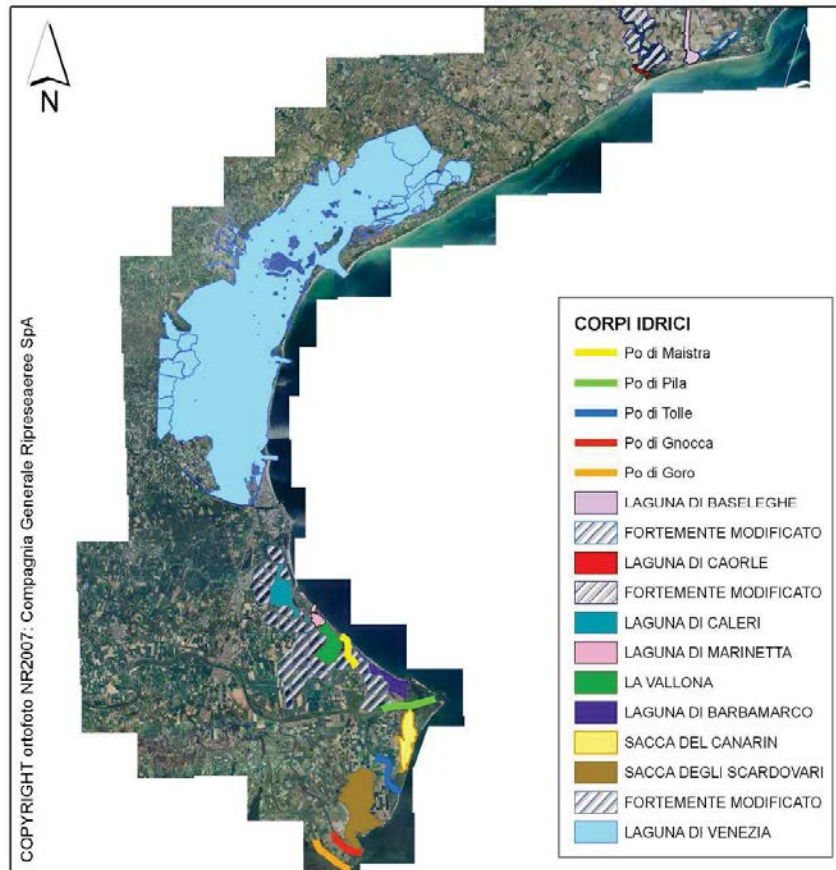 N
COPYRIGHT ortofoto NR2007: Compagnia Generale Ripreseaeree SpA
CORPI IDRICI
Po di Maistra
Po di Pila
Po di Tolle
Po di Gnocca
Po di Goro
LAGUNA DI BASELEGHE
FORTEMENTE MODIFICATO
LAGUNA DI CAORLE
FORTEMENTE MODIFICATO
LAGUNA DI CALERI
LAGUNA DI MARINETTA
LA VALLONA
LAGUNA DI BARBAMARCO
SACCA DEL CANARIN
SACCA DEGLI SCARDOVARI
FORTEMENTE MODIFICATO
LAGUNA DI VENEZIA